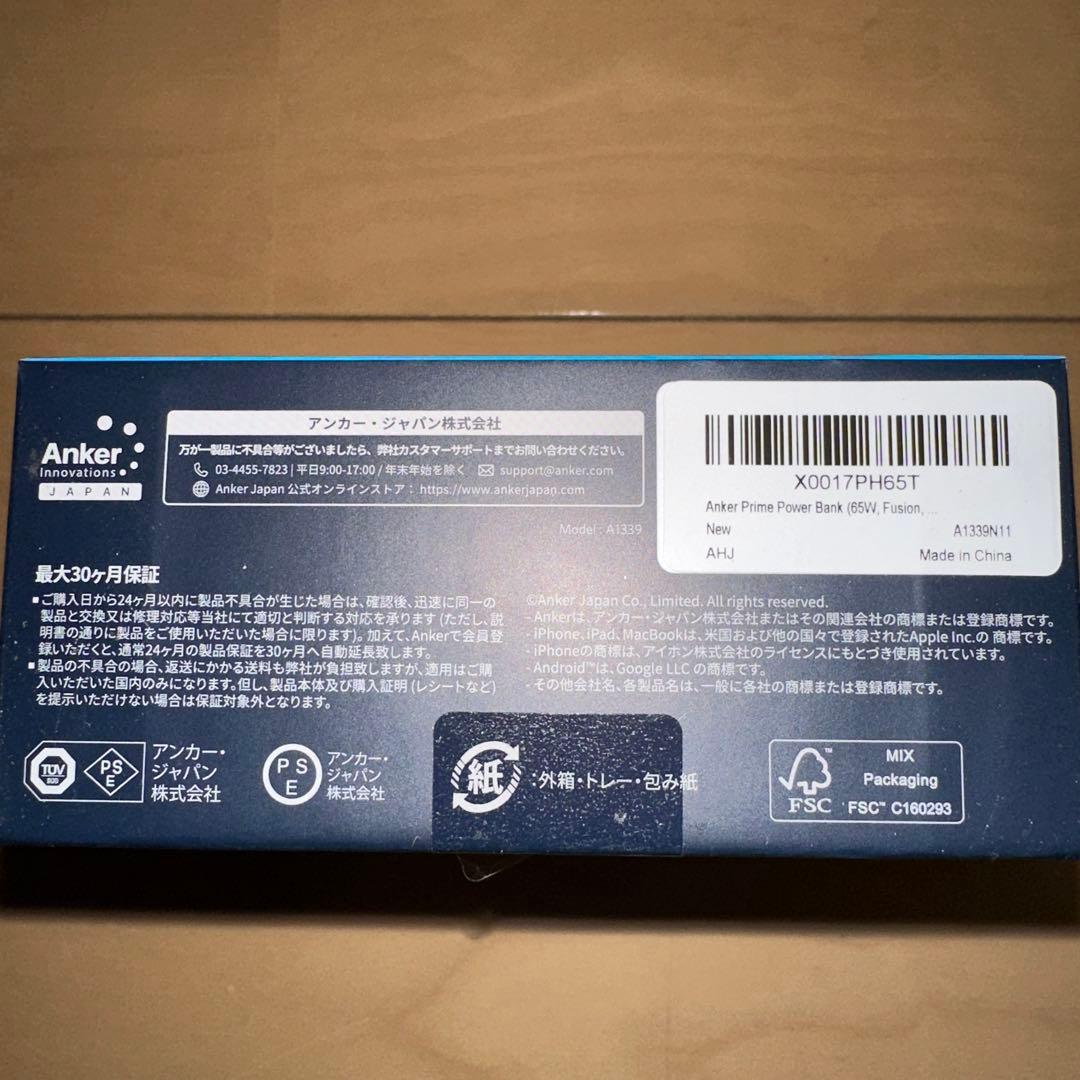 Anker
Innovations
JAPAN
アンカー・ジャパン株式会社
万が一製品に不具合等がございましたら、弊社カスタマーサポートまでお問い合わせください。
03-4455-7823 | 平日9:00-17:00 / 年末年始を除く support@anker.com
Anker Japan 公式オンラインストア: https://www.ankerjapan.com
Model : A1339
X0017PH65T
Anker Prime Power Bank (65W, Fusion, ...
New A1339N11
AHJ Made in China
最大30ヶ月保証
■ご購入日から24ヶ月以内に製品不具合が生じた場合は、確認後、迅速に同一の
製品と交換又は修理対応等当社にて適切と判断する対応を承ります (ただし、説
明書の通りに製品をご使用いただいた場合に限ります)。加えて、Ankerで会員登
録いただくと、通常24ヶ月の製品保証を30ヶ月へ自動延長致します。
■製品の不具合の場合、返送にかかる送料も弊社が負担致しますが、適用はご購
入いただいた国内のみになります。但し、製品本体及び購入証明 (レシートなど)
を提示いただけない場合は保証対象外となります。
©Anker Japan Co., Limited. All rights reserved.
- Ankerは、アンカー・ジャパン株式会社またはその関連会社の商標または登録商標です。
- iPhone、iPad、MacBookは、米国および他の国々で登録されたApple Inc.の 商標です。
- iPhoneの商標は、アイホン株式会社のライセンスにもとづき使用されています。
- Android™は、Google LLC の商標です。
- その他会社名、各製品名は、一般に各社の商標または登録商標です。
TÜV
SÜD
PS
E
アンカー・
ジャパン
株式会社
PS
E
アンカー・
ジャパン
株式会社
紙 :外箱・トレー・包み紙
FSC
MIX
Packaging
FSC™ C160293